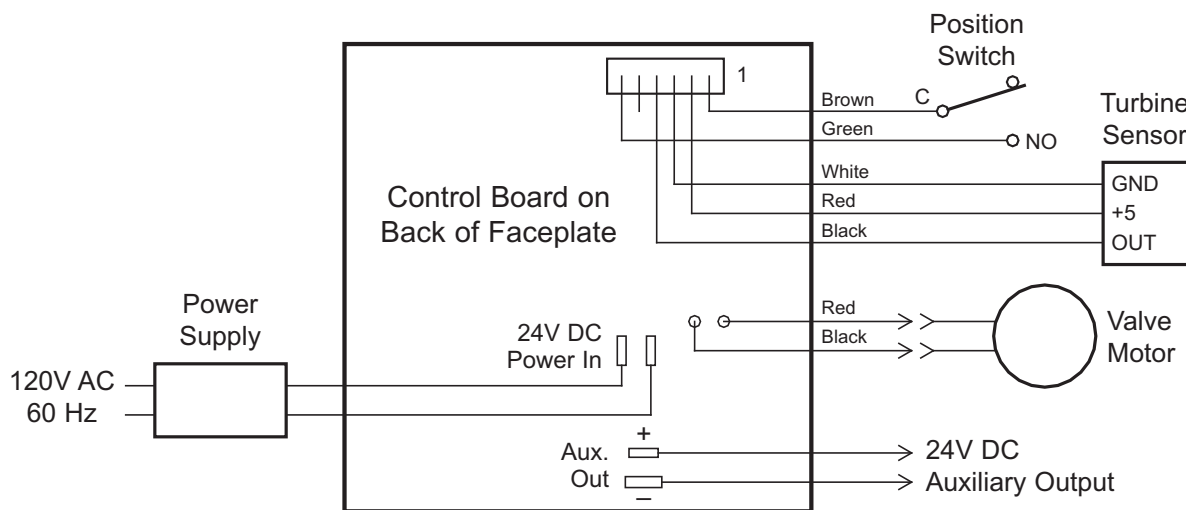 Position
Switch
1
Brown
C
Turbine
Sensor
Green
NO
White
GND
Control Board on
Back of Faceplate
Red
+5
Black
OUT
Power
Supply
24V DC
Power In
Red
Black
Valve
Motor
120V AC
60 Hz
Aux.
Out
+
–
24V DC
Auxiliary Output